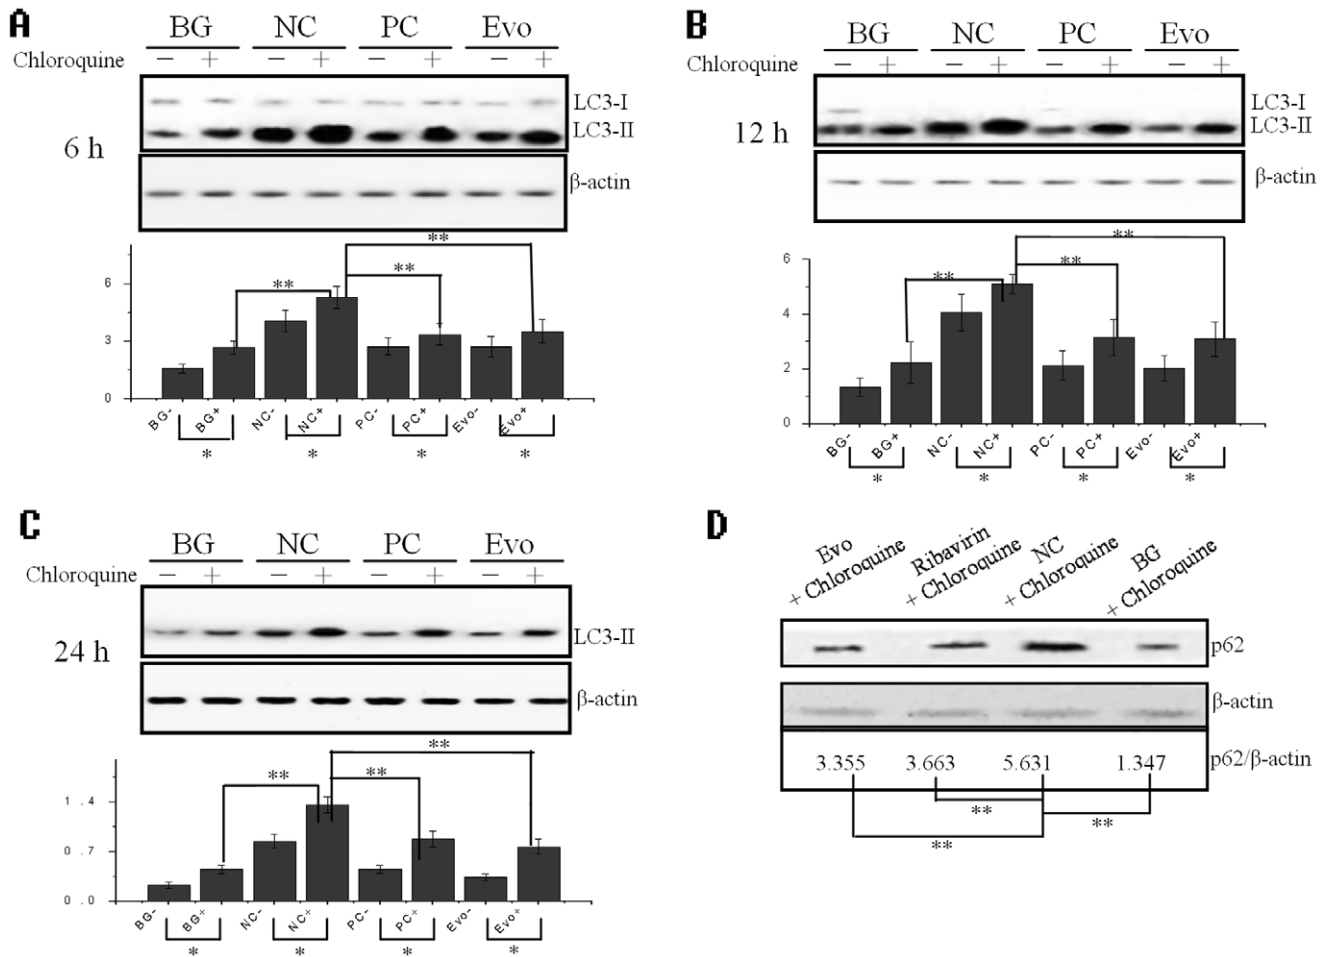 A
BG NC PC Evo
Chloroquine − + − + − + − +
LC3-I
LC3-II
6 h
β-actin
**
**
**
6
3
0
BG- BG+ NC- NC+ PC- PC+ Evo- Evo+
* * * *
B
BG NC PC Evo
Chloroquine − + − + − + − +
LC3-I
LC3-II
12 h
β-actin
**
**
**
6
4
2
0
BG- BG+ NC- NC+ PC- PC+ Evo- Evo+
* * * *
C
BG NC PC Evo
Chloroquine − + − + − + − +
LC3-II
24 h
β-actin
**
** **
1.4
0.7
0.0
BG- BG+ NC- NC+ PC- PC+ Evo- Evo+
* * * *
D
Evo
+ Chloroquine
Ribavirin
+ Chloroquine
NC
+ Chloroquine
BG
+ Chloroquine
p62
β-actin
3.355 3.663 5.631 1.347 p62/β-actin
**
**
**